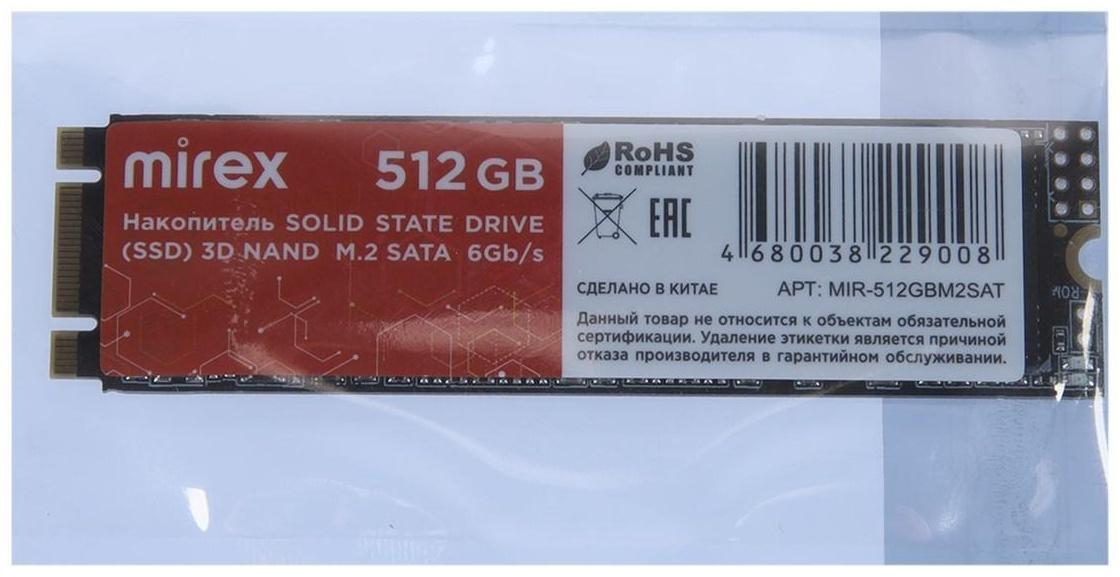 mirex 512 GB
Накопитель SOLID STATE DRIVE
(SSD) 3D NAND M.2 SATA 6Gb/s
RoHS
COMPLIANT
EAC
4 680038 229008
СДЕЛАНО В КИТАЕ АРТ: MIR-512GBM2SAT
Данный товар не относится к объектам обязательной
сертификации. Удаление этикетки является причиной
отказа производителя в гарантийном обслуживании.